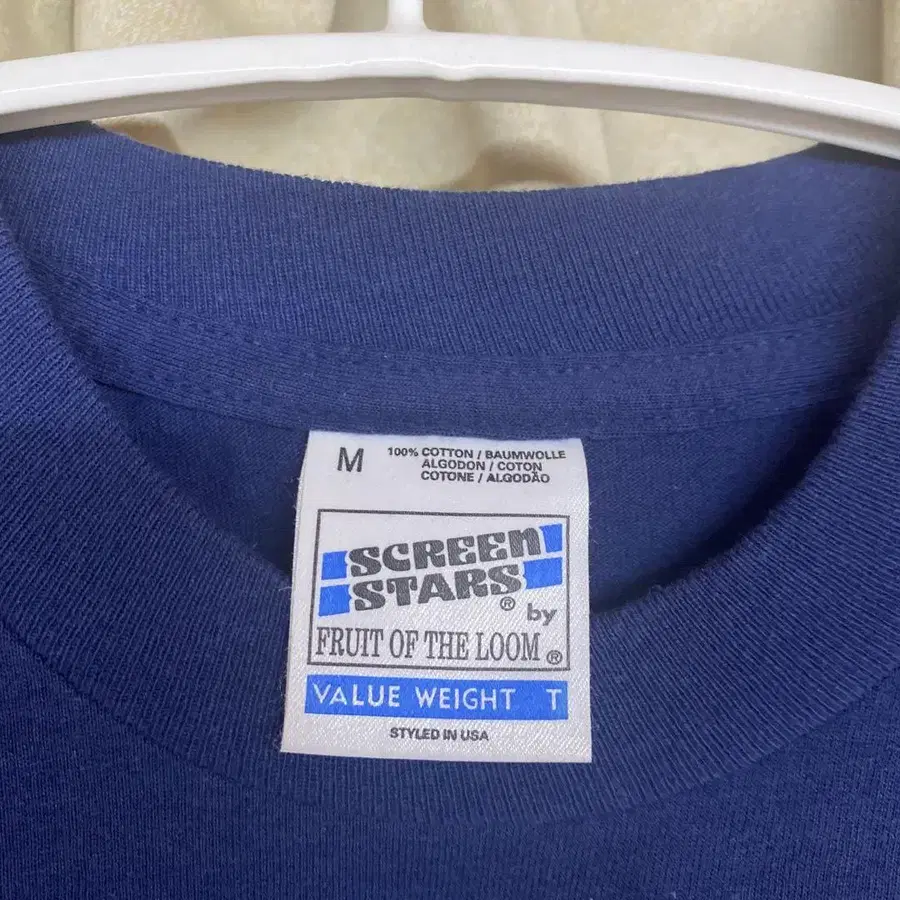 M
100% COTTON / BAUMWOLLE
ALGODON / COTON
COTONE / ALGODÃO
SCREEN
STARS® by
FRUIT OF THE LOOM®
VALUE WEIGHT T
STYLED IN USA